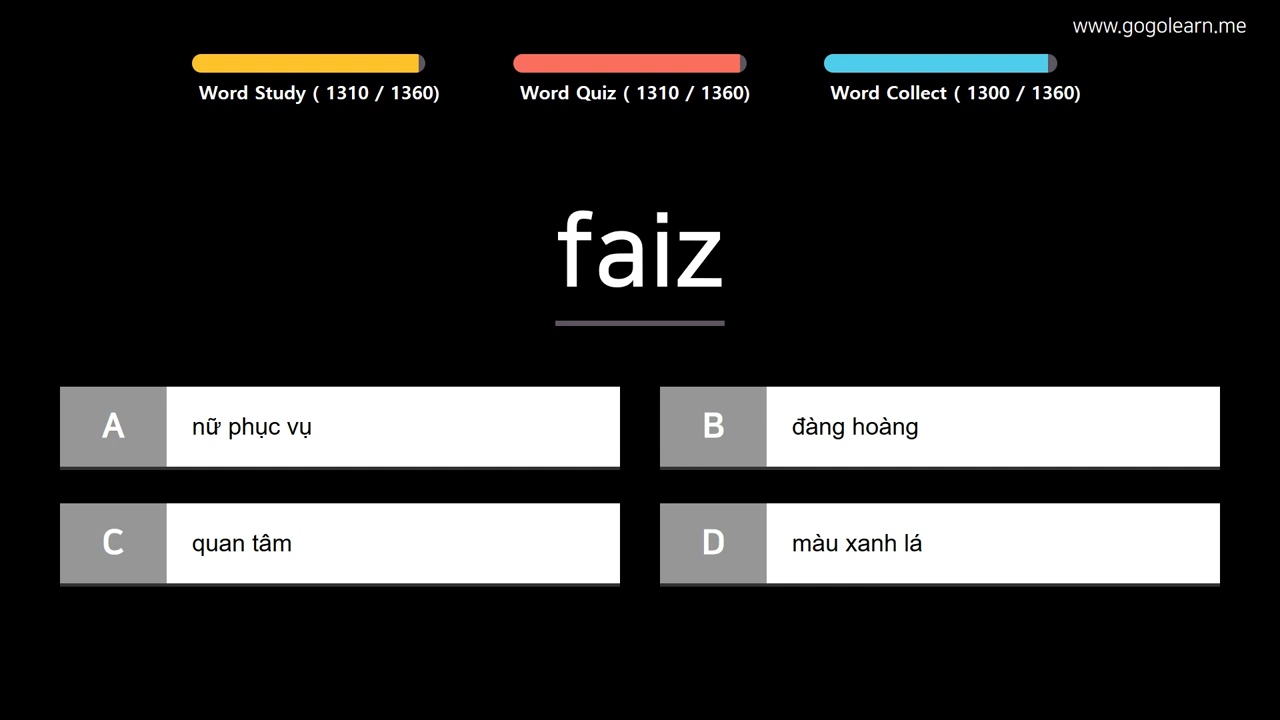 www.gogolearn.me
Word Study ( 1310 / 1360)
Word Quiz ( 1310 / 1360)
Word Collect ( 1300 / 1360)
faiz
A nữ phục vụ
B đàng hoàng
C quan tâm
D màu xanh lá